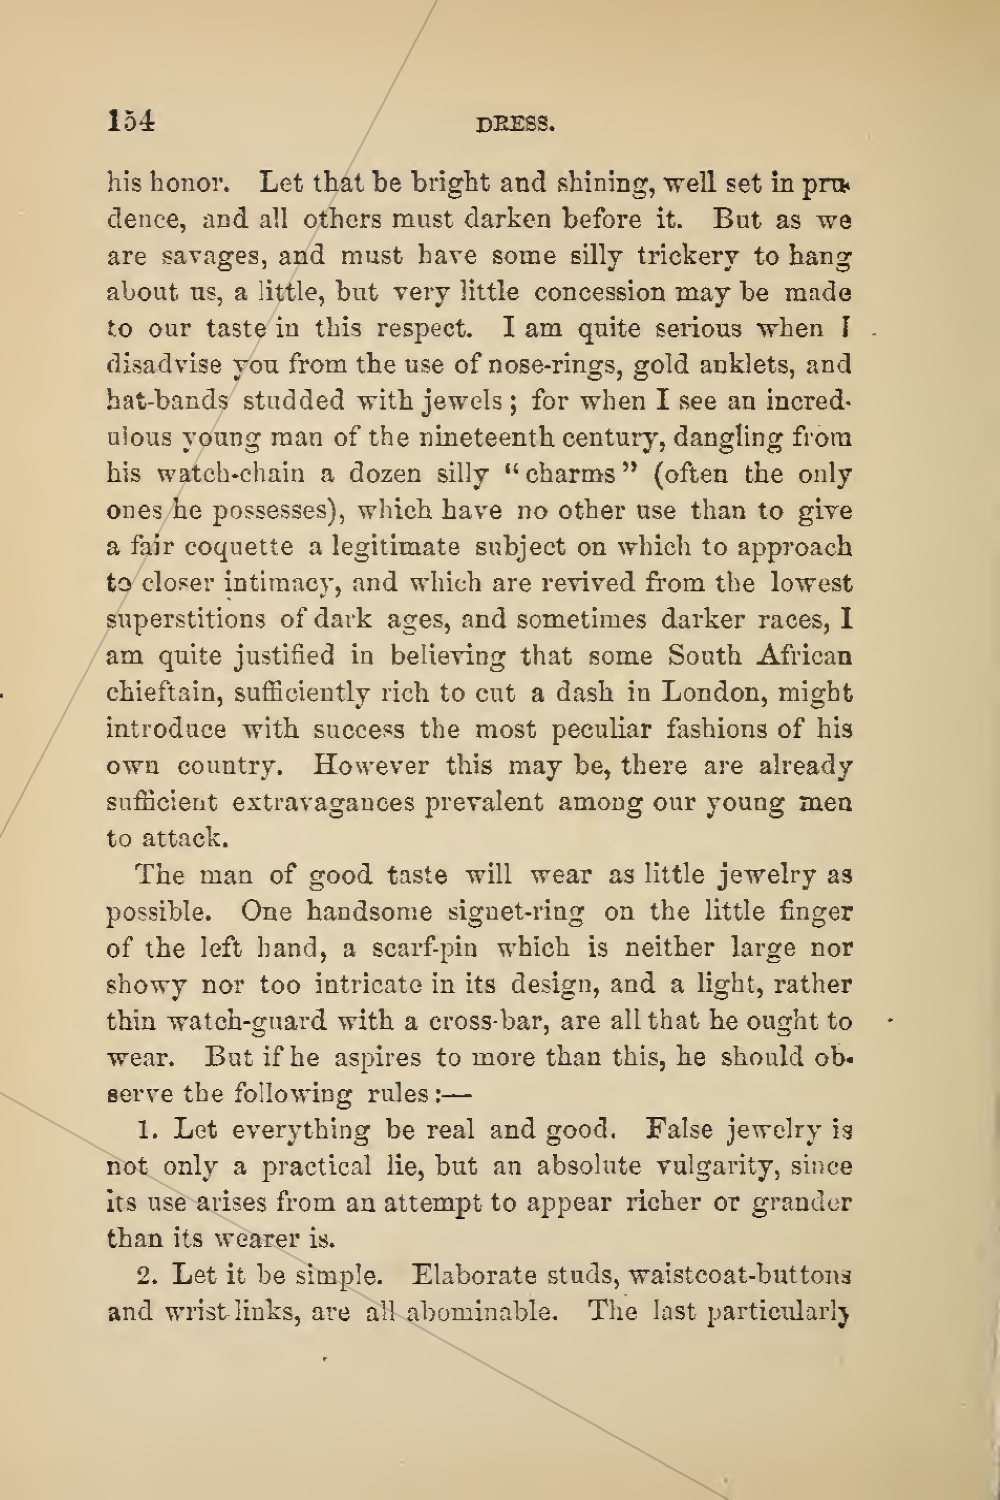 154 DRESS.
his honor. Let that be bright and shining, well set in pru-
dence, and all others must darken before it. But as we
are savages, and must have some silly trickery to hang
about us, a little, but very little concession may be made
to our taste in this respect. I am quite serious when I
disadvise you from the use of nose-rings, gold anklets, and
hat-bands studded with jewels; for when I see an incred-
ulous young man of the nineteenth century, dangling from
his watch-chain a dozen silly "charms" (often the only
ones he possesses), which have no other use than to give
a fair coquette a legitimate subject on which to approach
to closer intimacy, and which are revived from the lowest
superstitions of dark ages, and sometimes darker races, I
am quite justified in believing that some South African
chieftain, sufficiently rich to cut a dash in London, might
introduce with success the most peculiar fashions of his
own country. However this may be, there are already
sufficient extravagances prevalent among our young men
to attack.
The man of good taste will wear as little jewelry as
possible. One handsome signet-ring on the little finger
of the left hand, a scarf-pin which is neither large nor
showy nor too intricate in its design, and a light, rather
thin watch-guard with a cross-bar, are all that he ought to
wear. But if he aspires to more than this, he should ob-
serve the following rules:—
1. Let everything be real and good. False jewelry is
not only a practical lie, but an absolute vulgarity, since
its use arises from an attempt to appear richer or grander
than its wearer is.
2. Let it be simple. Elaborate studs, waistcoat-buttons
and wrist-links, are all abominable. The last particularly